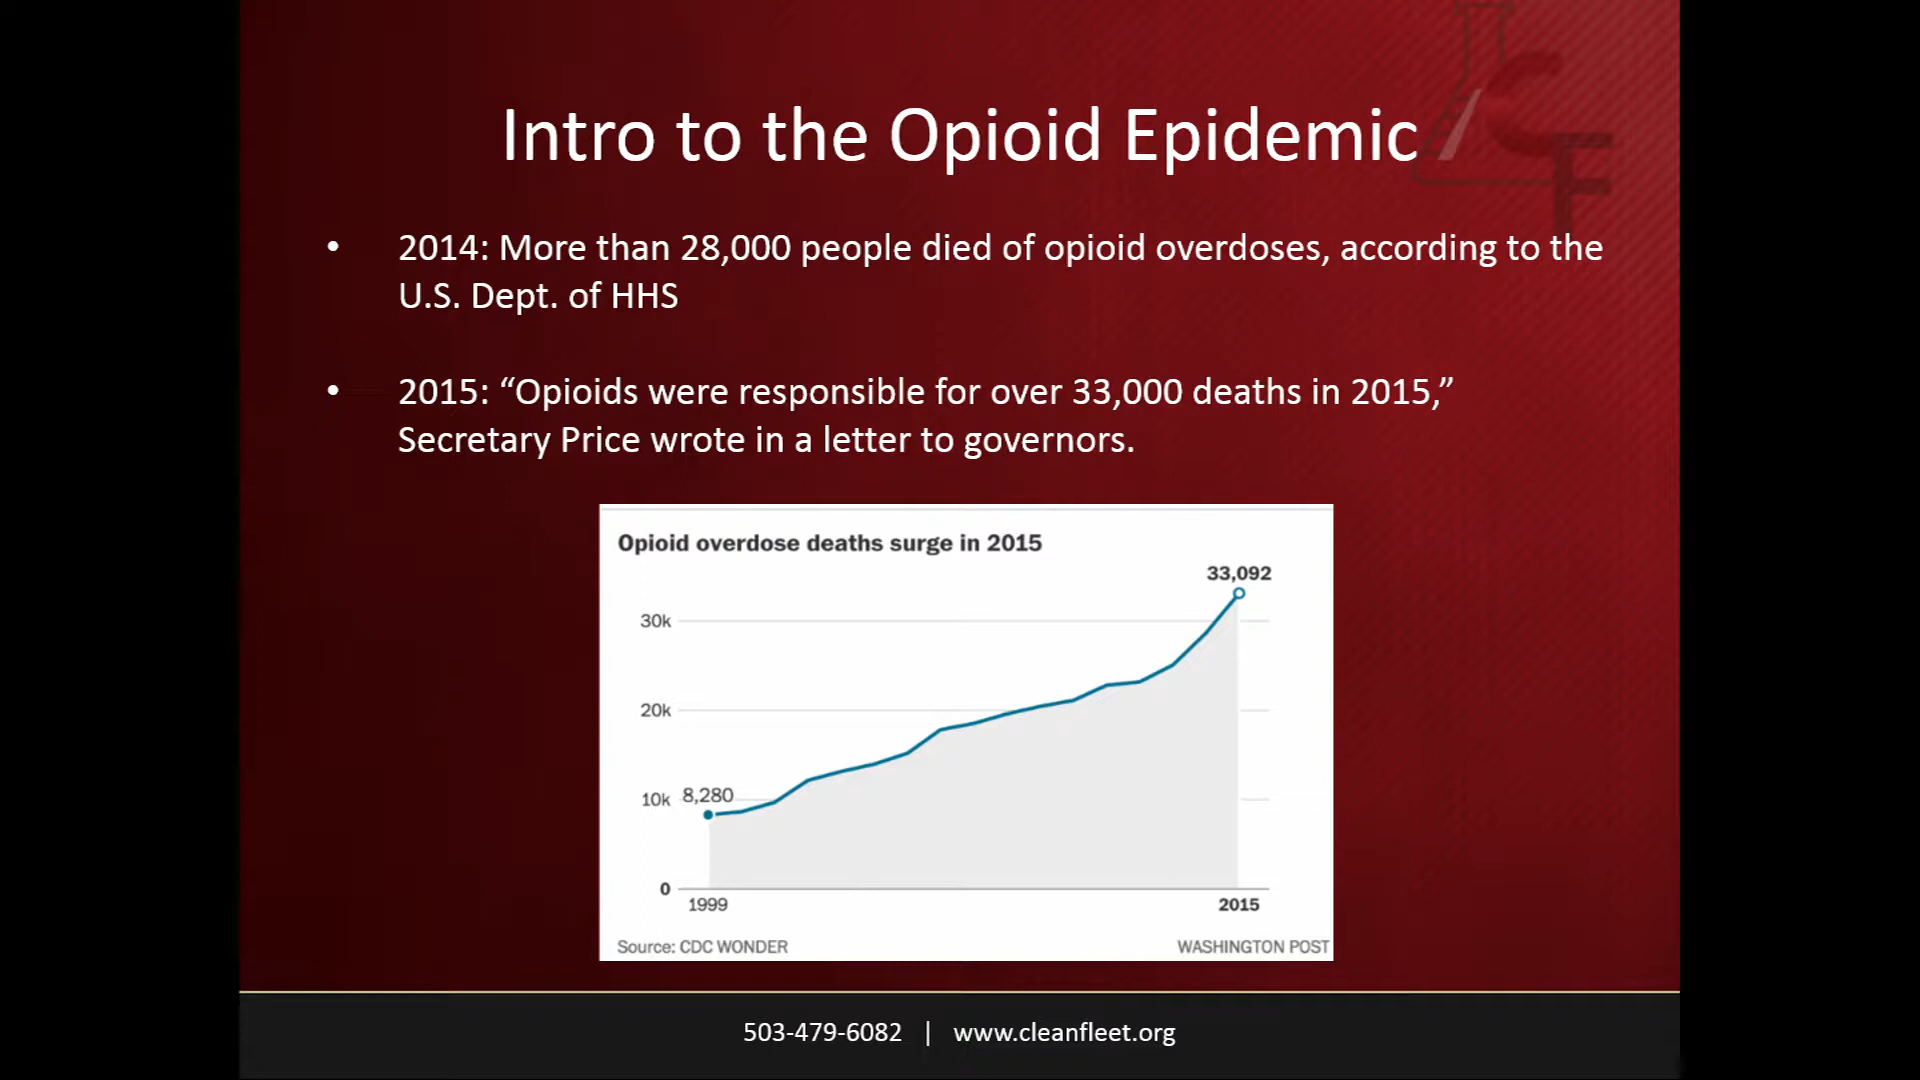 Intro to the Opioid Epidemic
CF
• 2014: More than 28,000 people died of opioid overdoses, according to the
U.S. Dept. of HHS
• 2015: “Opioids were responsible for over 33,000 deaths in 2015,”
Secretary Price wrote in a letter to governors.
Opioid overdose deaths surge in 2015
33,092
30k
20k
10k 8,280
0
1999 2015
Source: CDC WONDER WASHINGTON POST
503-479-6082 | www.cleanfleet.org